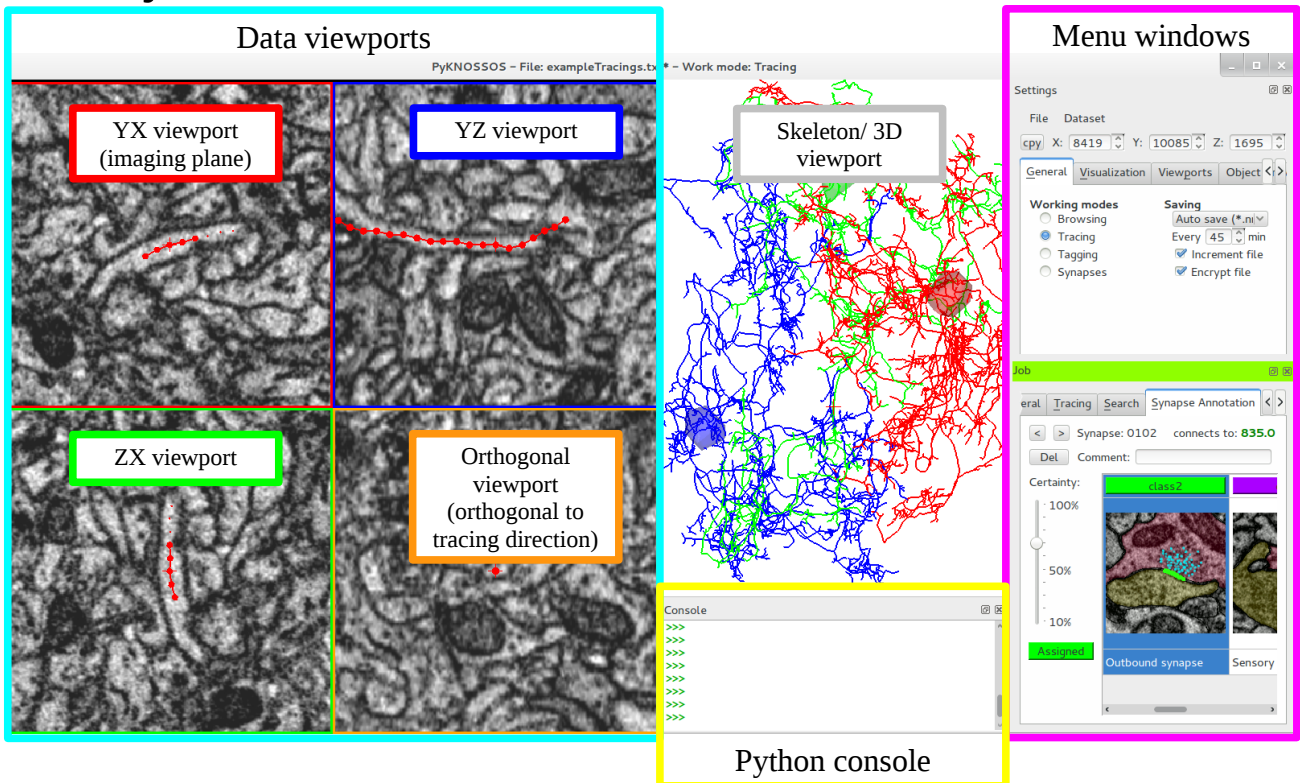 Data viewports
Menu windows
PyKNOSSOS – File: exampleTracings.tx
* – Work mode: Tracing
YX viewport
(imaging plane)
YZ viewport
Skeleton/ 3D
viewport
ZX viewport
Orthogonal
viewport
(orthogonal to
tracing direction)
Settings
File Dataset
cpy X: 8419 Y: 10085 Z: 1695
General Visualization Viewports Object
Working modes Saving
Browsing Auto save (*.ni
Tracing Every 45 min
Tagging Increment file
Synapses Encrypt file
Job
eral Tracing Search Synapse Annotation
< > Synapse: 0102 connects to: 835.0
Del Comment:
Certainty: class2
100%
50%
10%
Assigned
Outbound synapse Sensory
Console
>>>
>>>
>>>
>>>
>>>
>>>
>>>
>>>
Python console